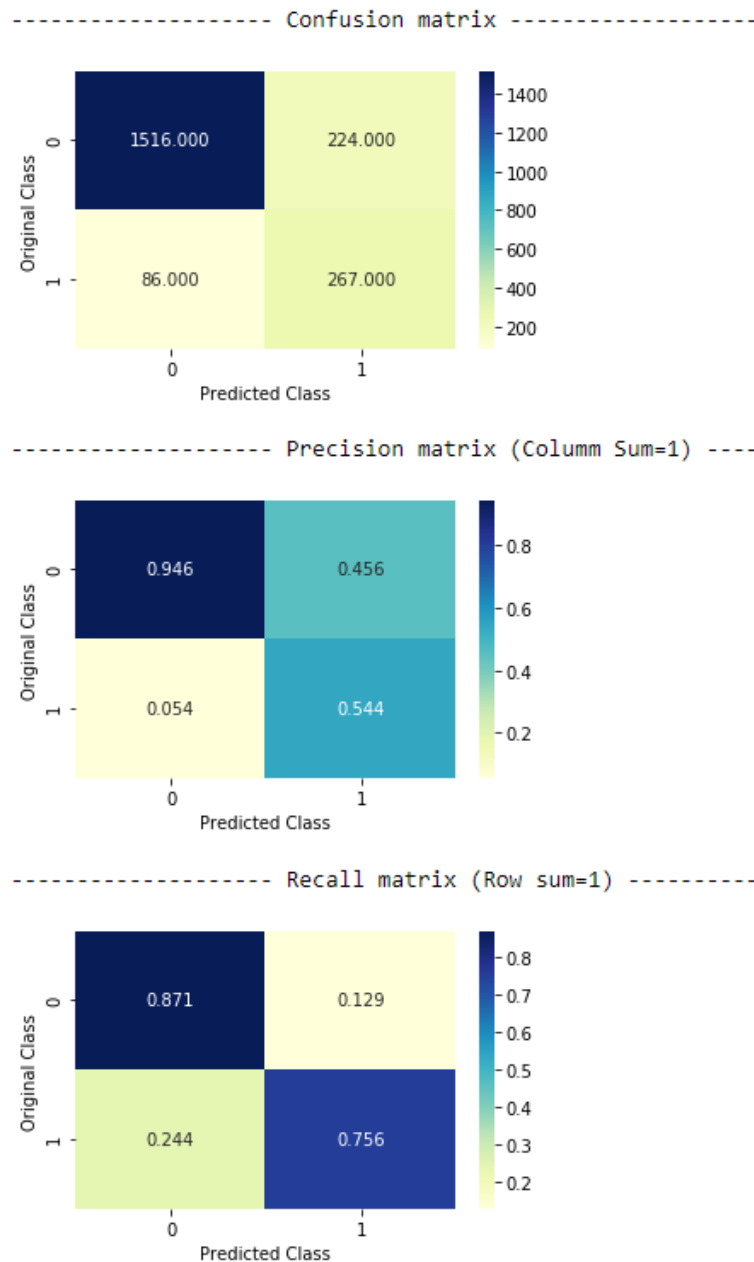 -------------------- Confusion matrix -------------------
0 1516.000 224.000
1 86.000 267.000
Original Class
0 1
Predicted Class
1400
1200
1000
800
600
400
200
-------------------- Precision matrix (Columm Sum=1) ----
0 0.946 0.456
1 0.054 0.544
Original Class
0 1
Predicted Class
0.8
0.6
0.4
0.2
-------------------- Recall matrix (Row sum=1) ----------
0 0.871 0.129
1 0.244 0.756
Original Class
0 1
Predicted Class
0.8
0.7
0.6
0.5
0.4
0.3
0.2